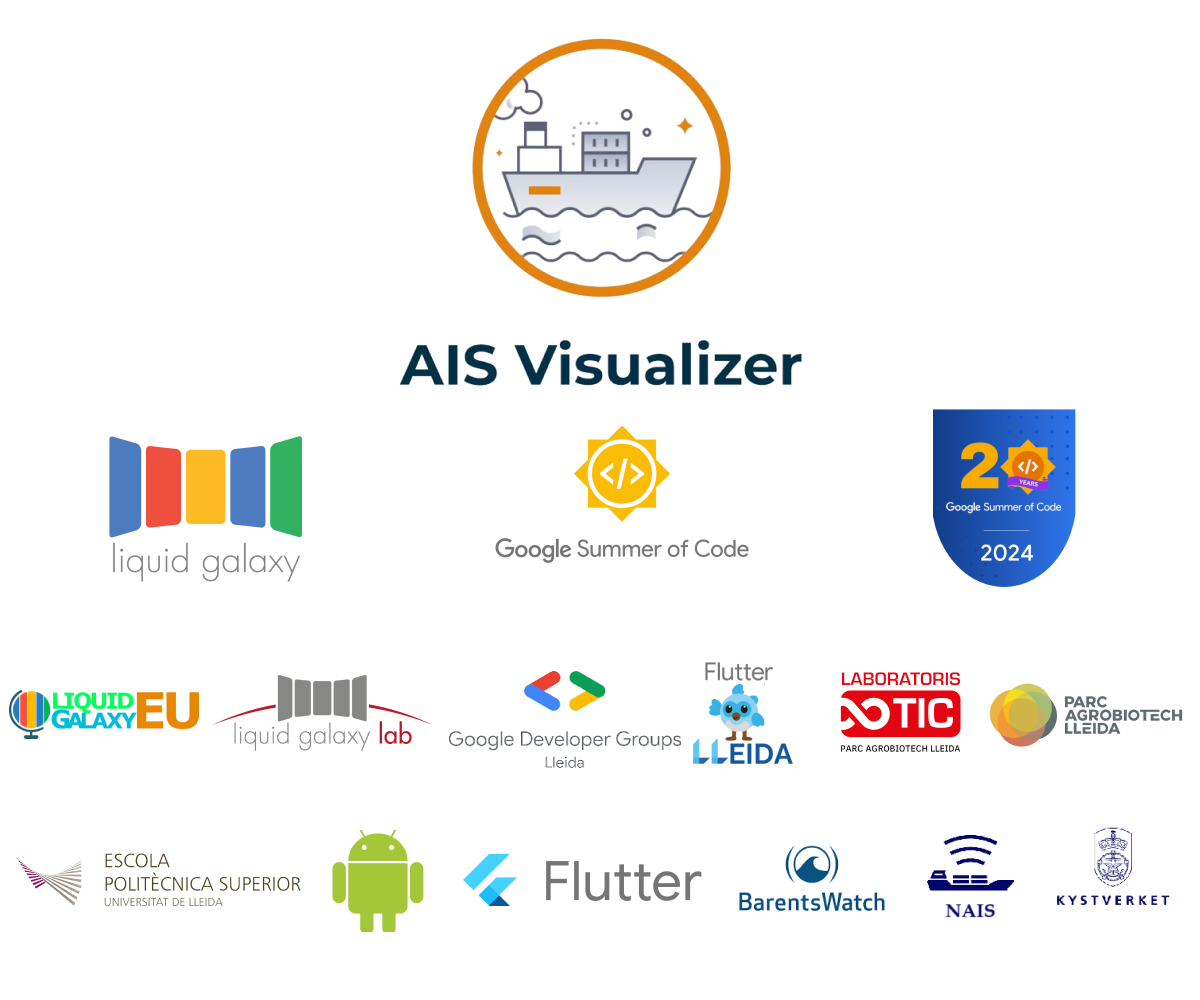 AIS Visualizer
liquid galaxy
</>
Google Summer of Code
20
</>
YEARS
Google Summer of Code
2024
LIQUID
GALAXY EU
liquid galaxy lab
Google Developer Groups
Lleida
Flutter
LLEIDA
LABORATORIS
TIC
PARC AGROBIOTECH LLEIDA
PARC
AGROBIOTECH
LLEIDA
ESCOLA
POLITÈCNICA SUPERIOR
UNIVERSITAT DE LLEIDA
Flutter
BarentsWatch
NAIS
KYSTVERKET